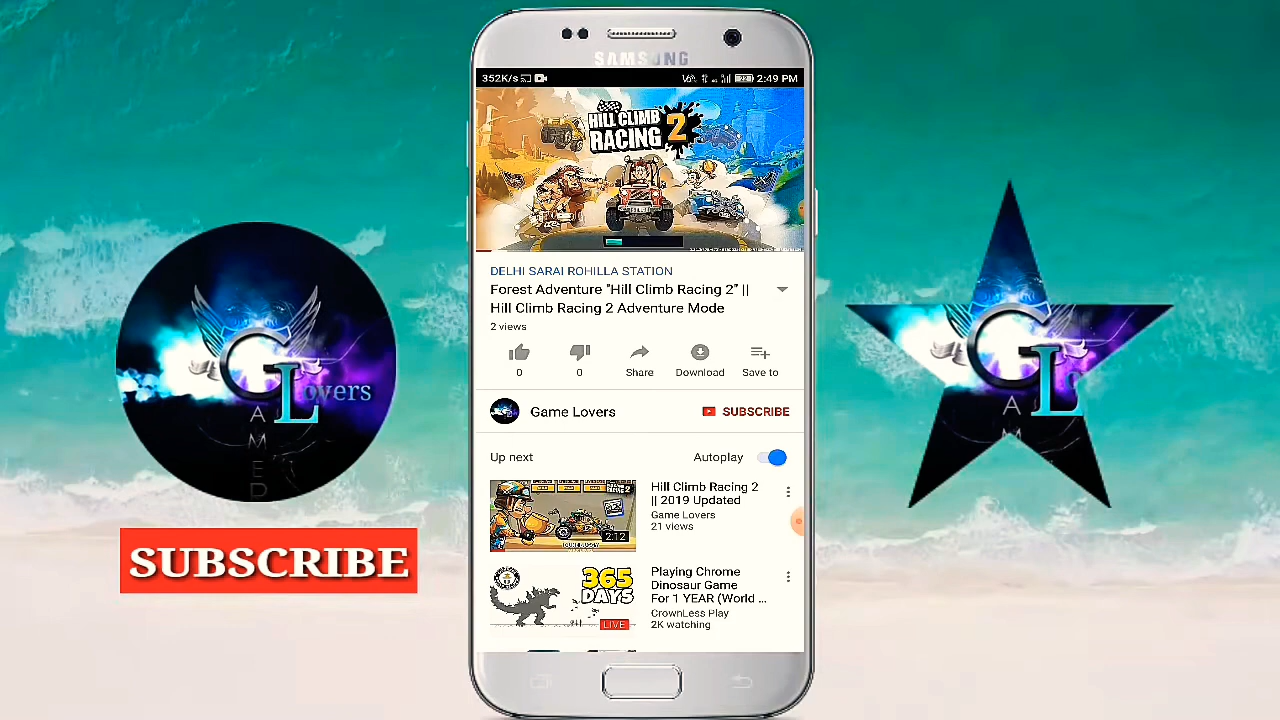 SAMSUNG
352K/s
2:49 PM
HILL CLIMB
RACING 2
DELHI SARAI ROHILLA STATION
Forest Adventure "Hill Climb Racing 2" ||
Hill Climb Racing 2 Adventure Mode
2 views
0
0
Share
Download
Save to
Game Lovers
SUBSCRIBE
Up next
Autoplay
Hill Climb Racing 2
|| 2019 Updated
Game Lovers
21 views
2:12
Playing Chrome
Dinosaur Game
For 1 YEAR (World ...
CrownLess Play
2K watching
365
DAYS
LIVE
G
Lovers
A
M
E
D
SUBSCRIBE
G
Lo
A
M